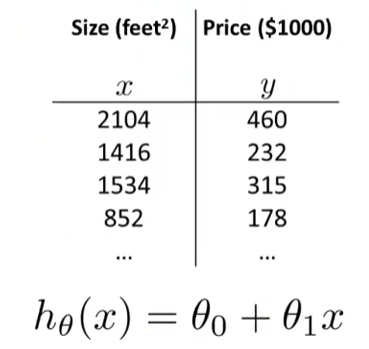 Size (feet²) Price ($1000)
x y
2104 460
1416 232
1534 315
852 178
... ...
hθ(x) = θ₀ + θ₁x